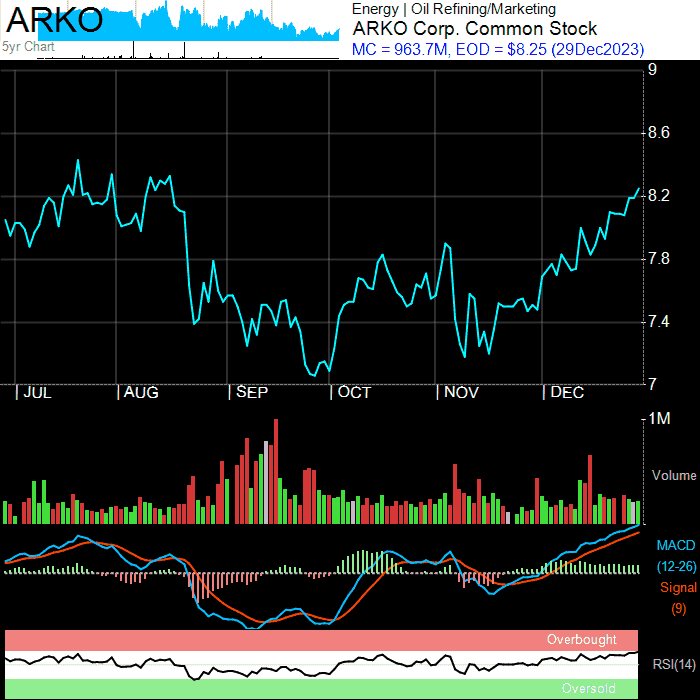 ARKO
5yr Chart
Energy | Oil Refining/Marketing
ARKO Corp. Common Stock
MC = 963.7M, EOD = $8.25 (29Dec2023)
9
8.6
8.2
7.8
7.4
7
| JUL | AUG | SEP | OCT | NOV | DEC
1M
Volume
MACD
(12-26)
Signal
(9)
Overbought
RSI(14)
Oversold